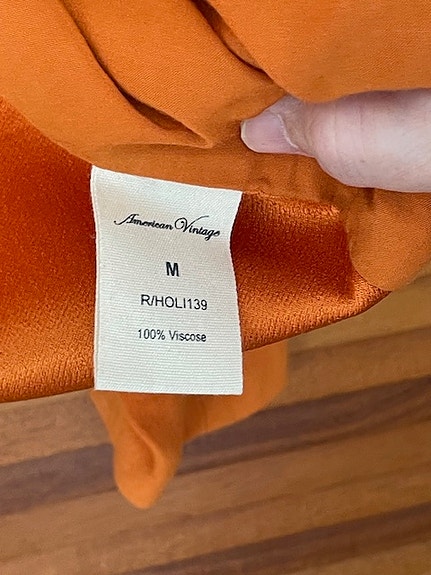 American Vintage
M
R/HOLI139
100% Viscose